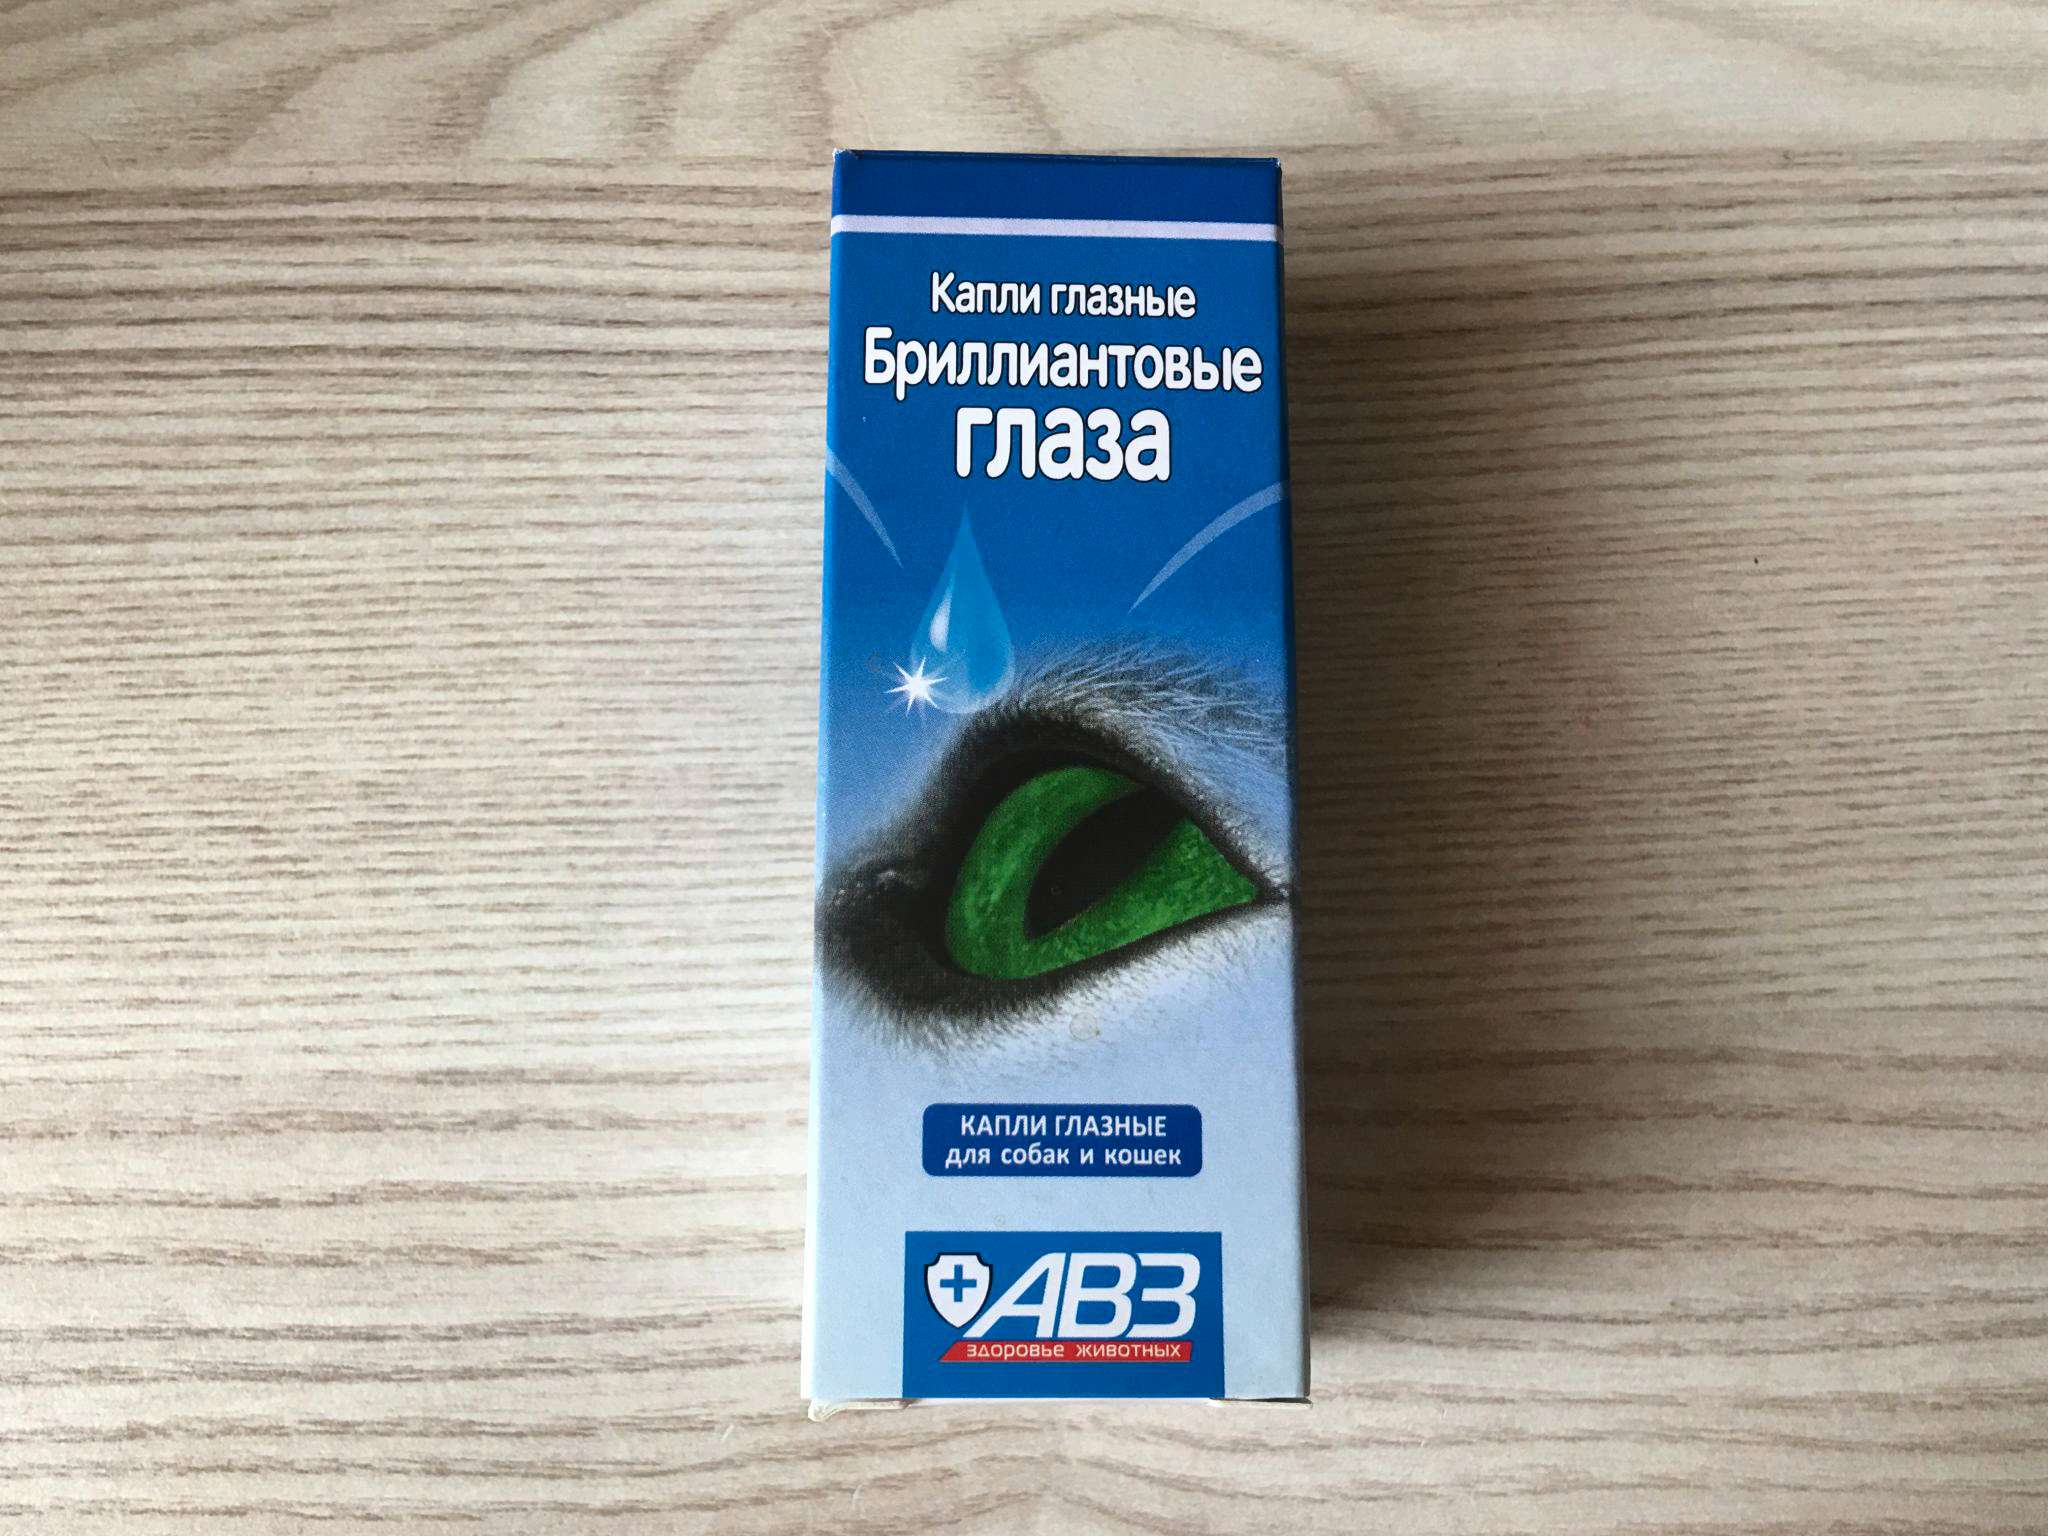 Капли глазные
Бриллиантовые
глаза
КАПЛИ ГЛАЗНЫЕ
для собак и кошек
АВЗ
здоровье животных